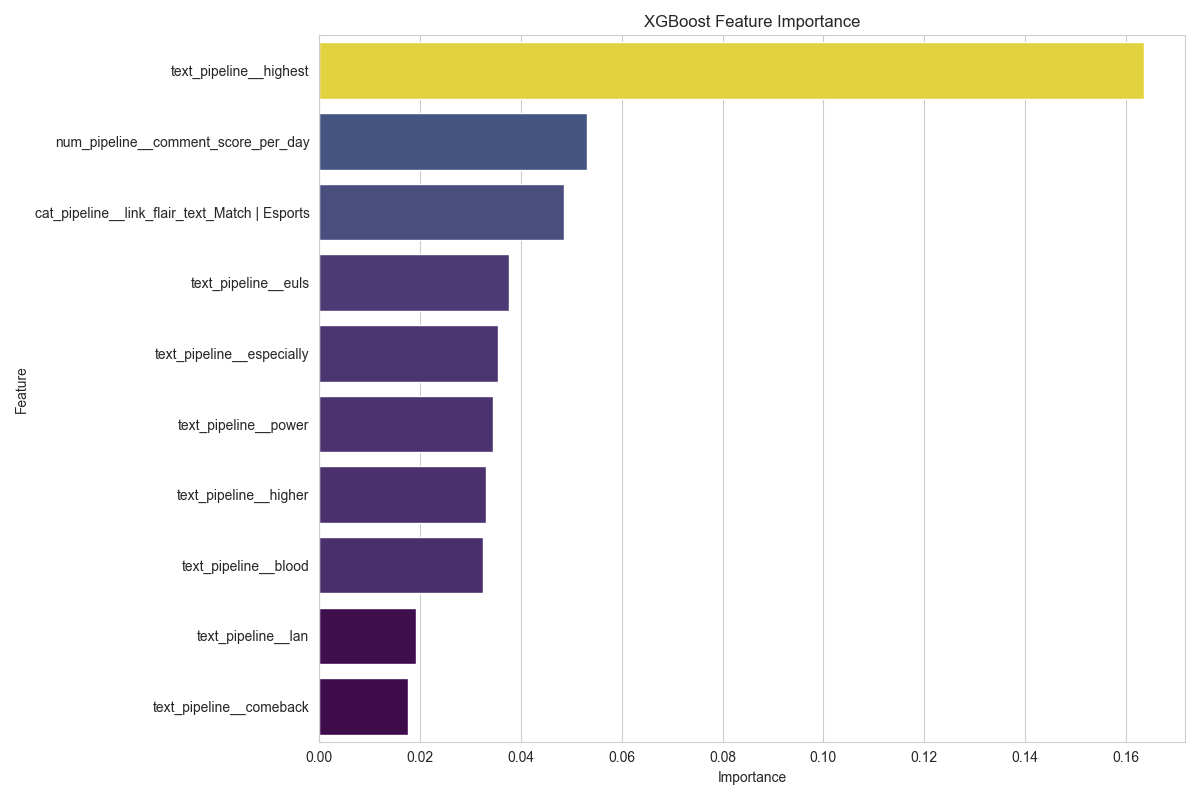 XGBoost Feature Importance
text_pipeline__highest
num_pipeline__comment_score_per_day
cat_pipeline__link_flair_text_Match | Esports
text_pipeline__euls
text_pipeline__especially
text_pipeline__power
text_pipeline__higher
text_pipeline__blood
text_pipeline__lan
text_pipeline__comeback
Feature
0.00 0.02 0.04 0.06 0.08 0.10 0.12 0.14 0.16
Importance